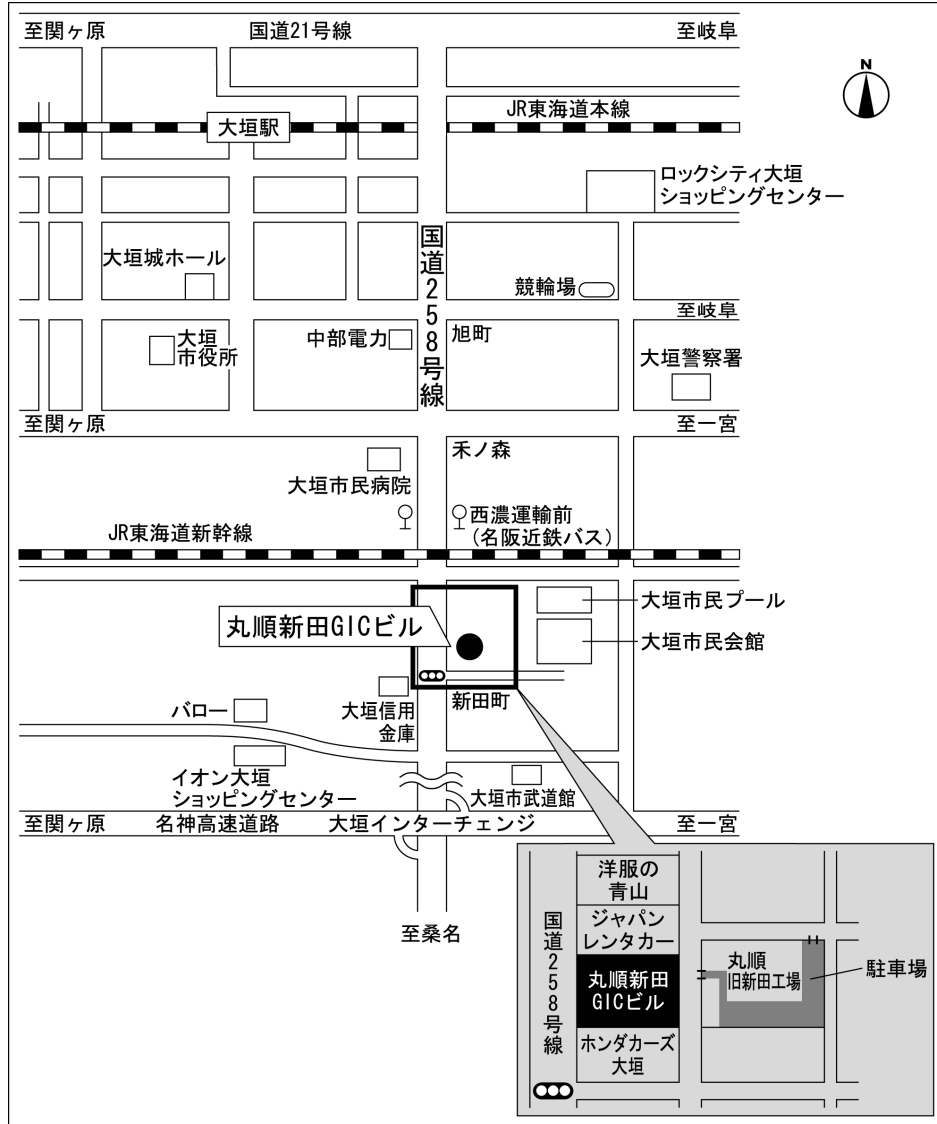 至関ヶ原
国道21号線
至岐阜
N
JR東海道本線
大垣駅
ロックシティ大垣
ショッピングセンター
国道258号線
大垣城ホール
競輪場
至岐阜
大垣
市役所
中部電力
旭町
大垣警察署
至関ヶ原
至一宮
禾ノ森
大垣市民病院
西濃運輸前
(名阪近鉄バス)
JR東海道新幹線
大垣市民プール
丸順新田GICビル
大垣市民会館
新田町
バロー
大垣信用
金庫
イオン大垣
ショッピングセンター
大垣市武道館
至関ヶ原
名神高速道路
大垣インターチェンジ
至一宮
至桑名
国道258号線
洋服の
青山
ジャパン
レンタカー
丸順新田
GICビル
ホンダカーズ
大垣
丸順
旧新田工場
駐車場